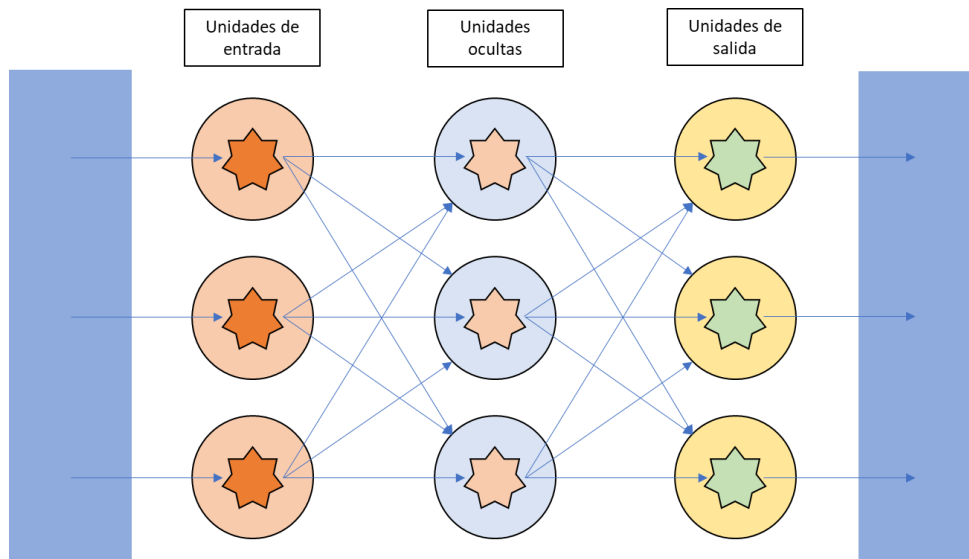 Unidades de
entrada
Unidades
ocultas
Unidades de
salida